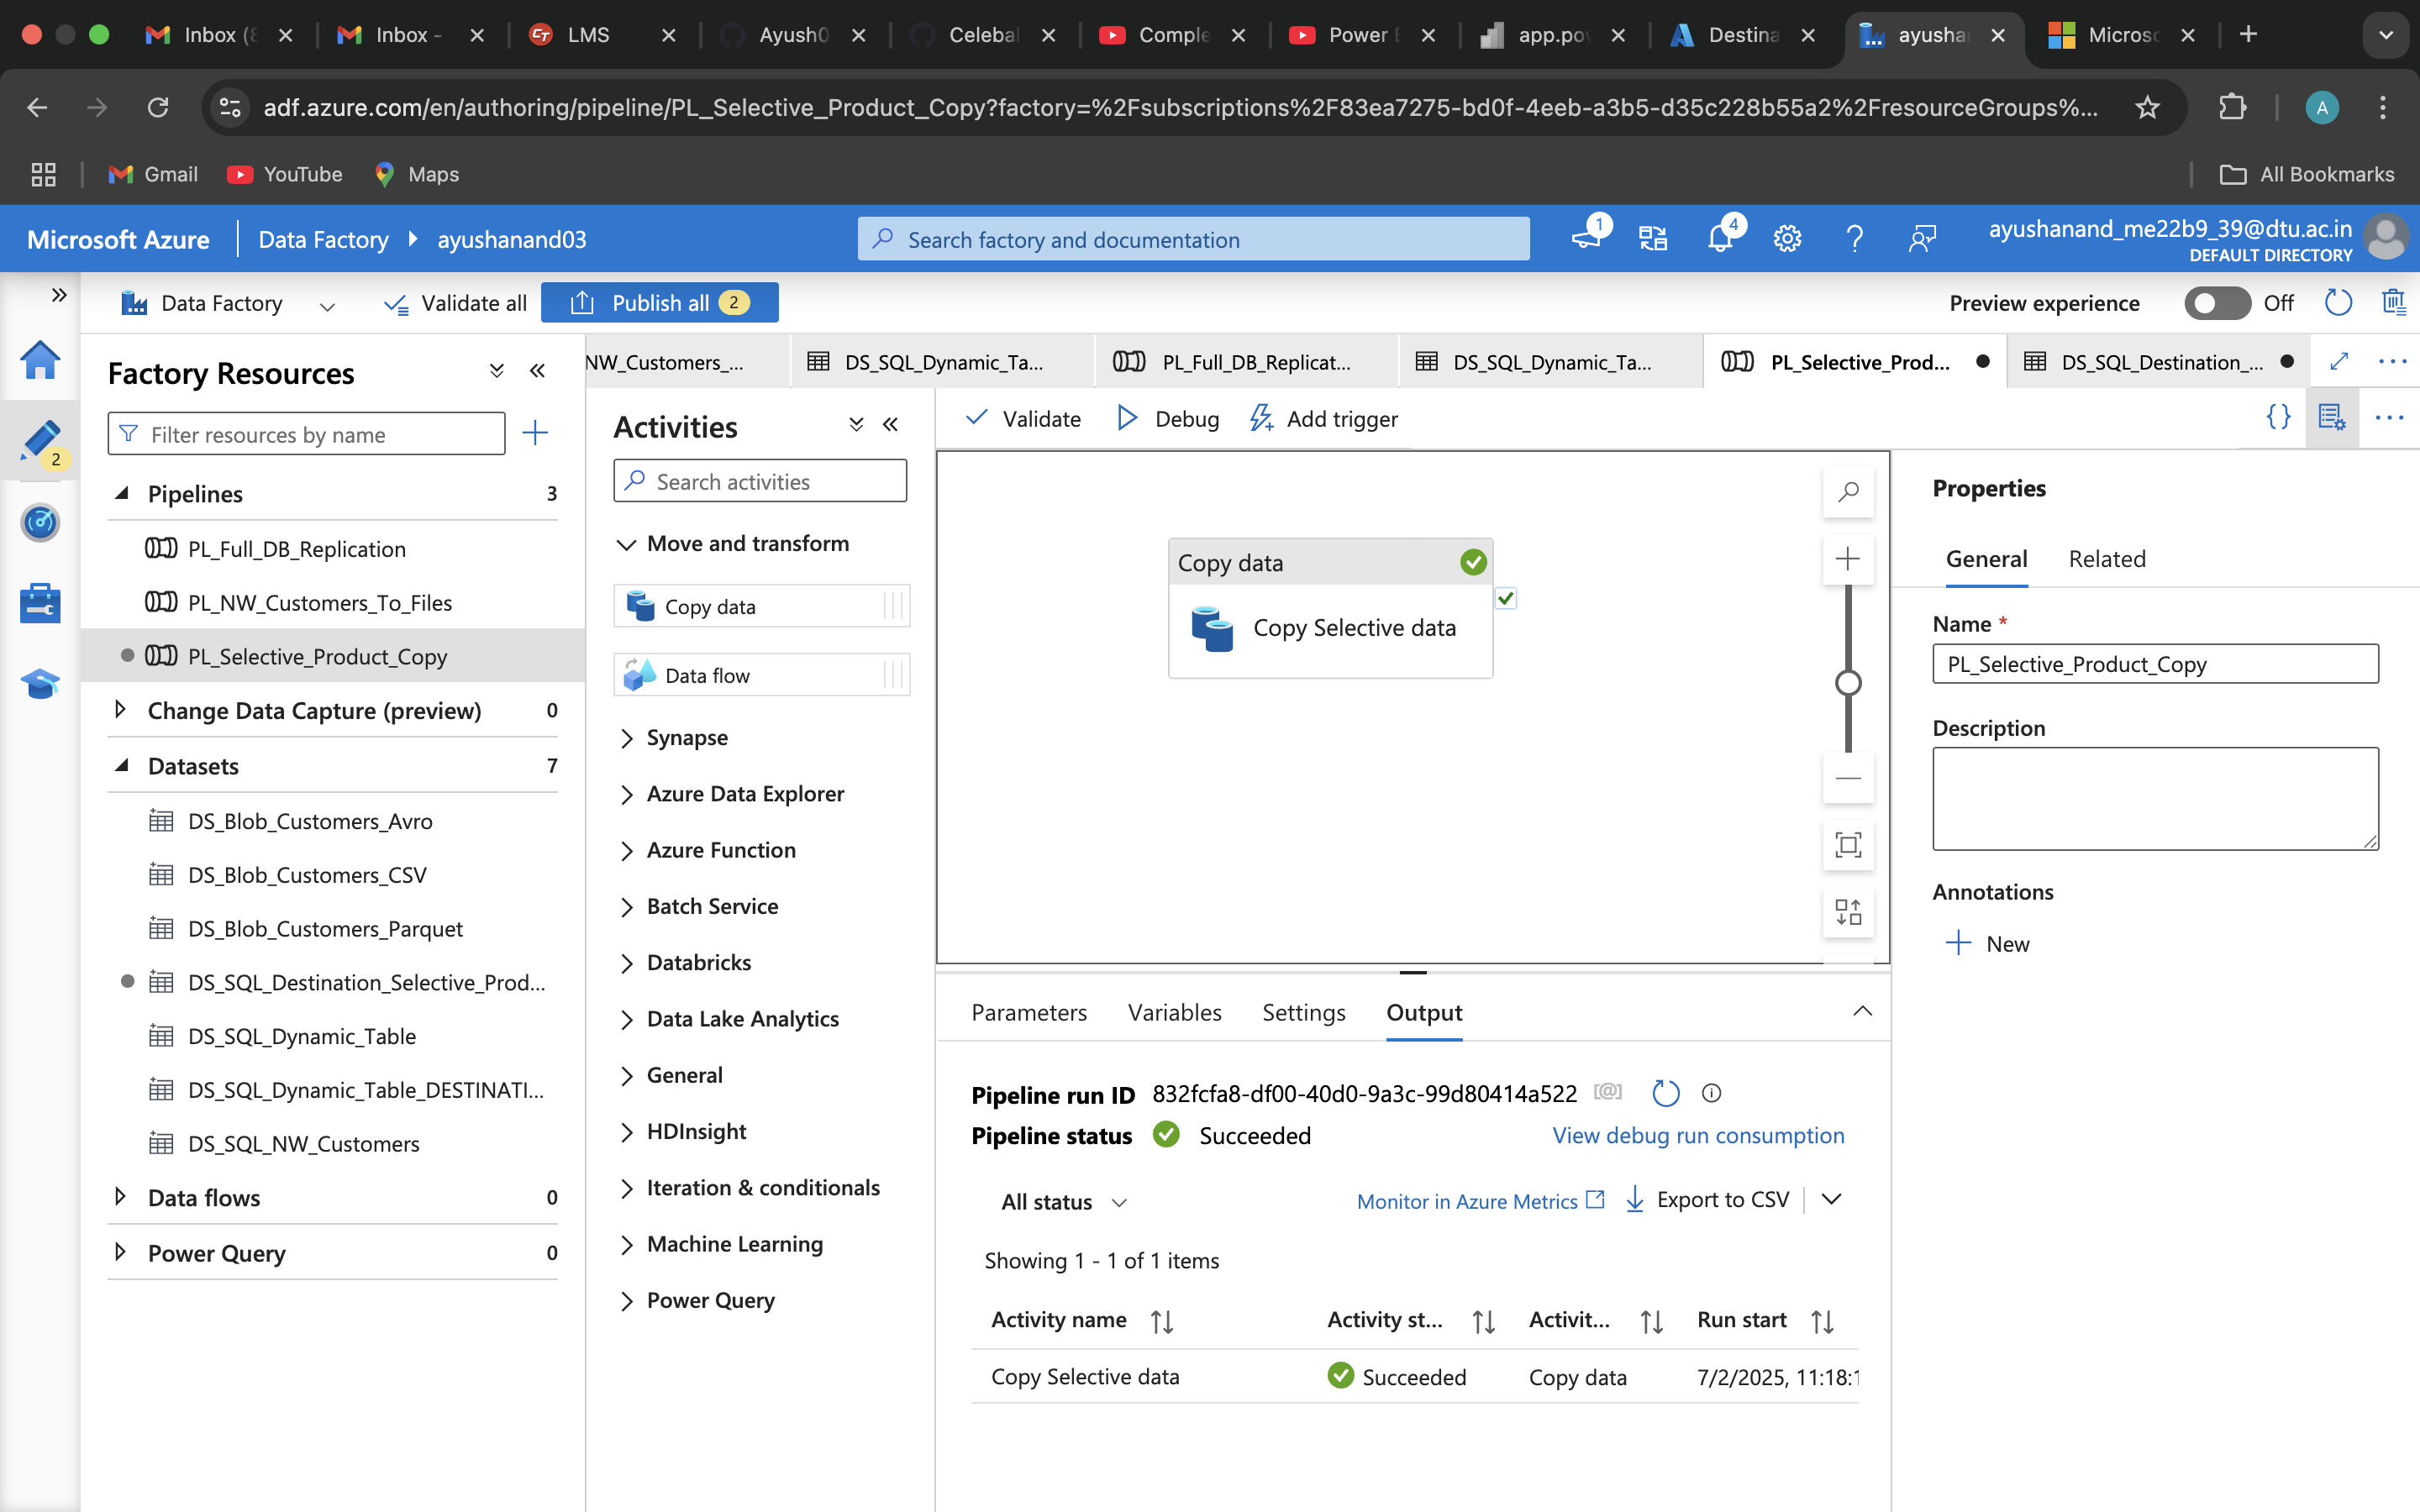 Inbox (8
Inbox -
LMS
Ayush0
Celebal
Comple
Power B
app.pow
Destina
ayushan
Microso
adf.azure.com/en/authoring/pipeline/PL_Selective_Product_Copy?factory=%2Fsubscriptions%2F83ea7275-bd0f-4eeb-a3b5-d35c228b55a2%2FresourceGroups%...
A
Gmail
YouTube
Maps
All Bookmarks
Microsoft Azure
Data Factory
ayushanand03
Search factory and documentation
1
4
ayushanand_me22b9_39@dtu.ac.in
DEFAULT DIRECTORY
Data Factory
Validate all
Publish all 2
Preview experience
Off
2
Factory Resources
Filter resources by name
Pipelines 3
PL_Full_DB_Replication
PL_NW_Customers_To_Files
PL_Selective_Product_Copy
Change Data Capture (preview) 0
Datasets 7
DS_Blob_Customers_Avro
DS_Blob_Customers_CSV
DS_Blob_Customers_Parquet
DS_SQL_Destination_Selective_Prod...
DS_SQL_Dynamic_Table
DS_SQL_Dynamic_Table_DESTINATI...
DS_SQL_NW_Customers
Data flows 0
Power Query 0
NW_Customers_...
DS_SQL_Dynamic_Ta...
PL_Full_DB_Replicat...
DS_SQL_Dynamic_Ta...
PL_Selective_Prod...
DS_SQL_Destination_...
Activities
Search activities
Move and transform
Copy data
Data flow
Synapse
Azure Data Explorer
Azure Function
Batch Service
Databricks
Data Lake Analytics
General
HDInsight
Iteration & conditionals
Machine Learning
Power Query
Validate
Debug
Add trigger
Copy data
Copy Selective data
Parameters
Variables
Settings
Output
Pipeline run ID 832fcfa8-df00-40d0-9a3c-99d80414a522
Pipeline status Succeeded
View debug run consumption
All status
Monitor in Azure Metrics
Export to CSV
Showing 1 - 1 of 1 items
Activity name
Activity st...
Activit...
Run start
Copy Selective data
Succeeded
Copy data
7/2/2025, 11:18:1
Properties
General
Related
Name *
PL_Selective_Product_Copy
Description
Annotations
New